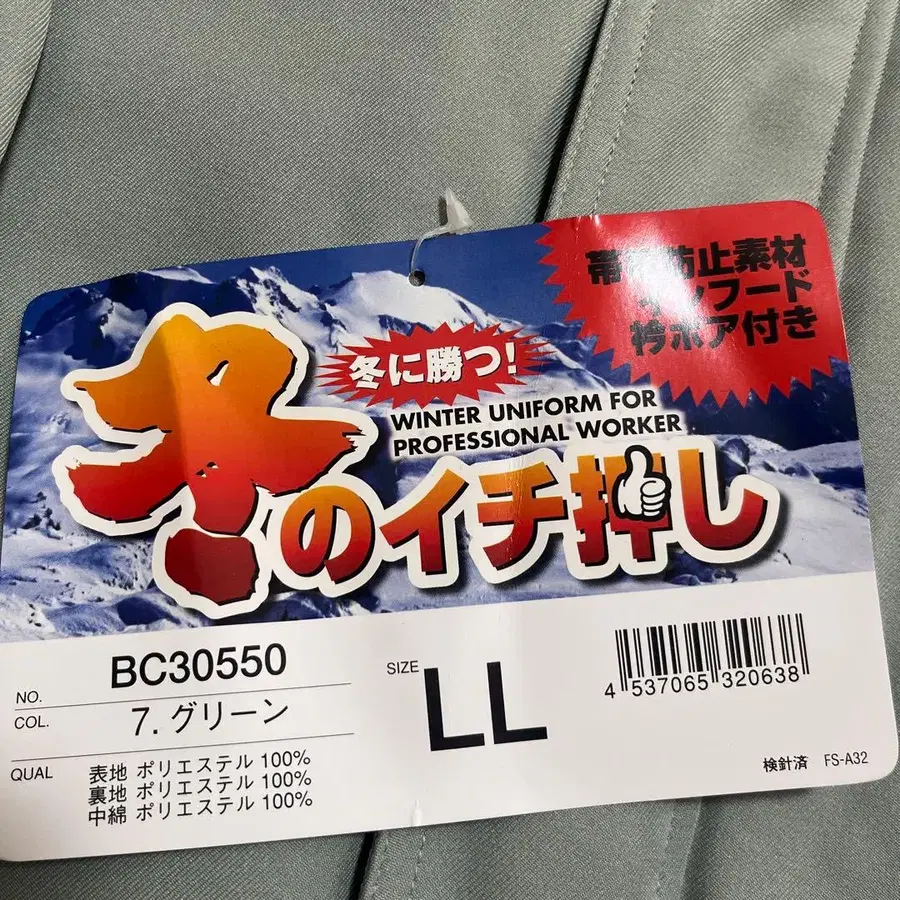 帯電防止素材
インフード
衿ボア付き
冬に勝つ!
WINTER UNIFORM FOR
PROFESSIONAL WORKER
冬のイチ押し
NO. BC30550
COL. 7. グリーン
QUAL 表地 ポリエステル 100%
裏地 ポリエステル 100%
中綿 ポリエステル 100%
SIZE LL
4 537065 320638
検針済 FS-A32